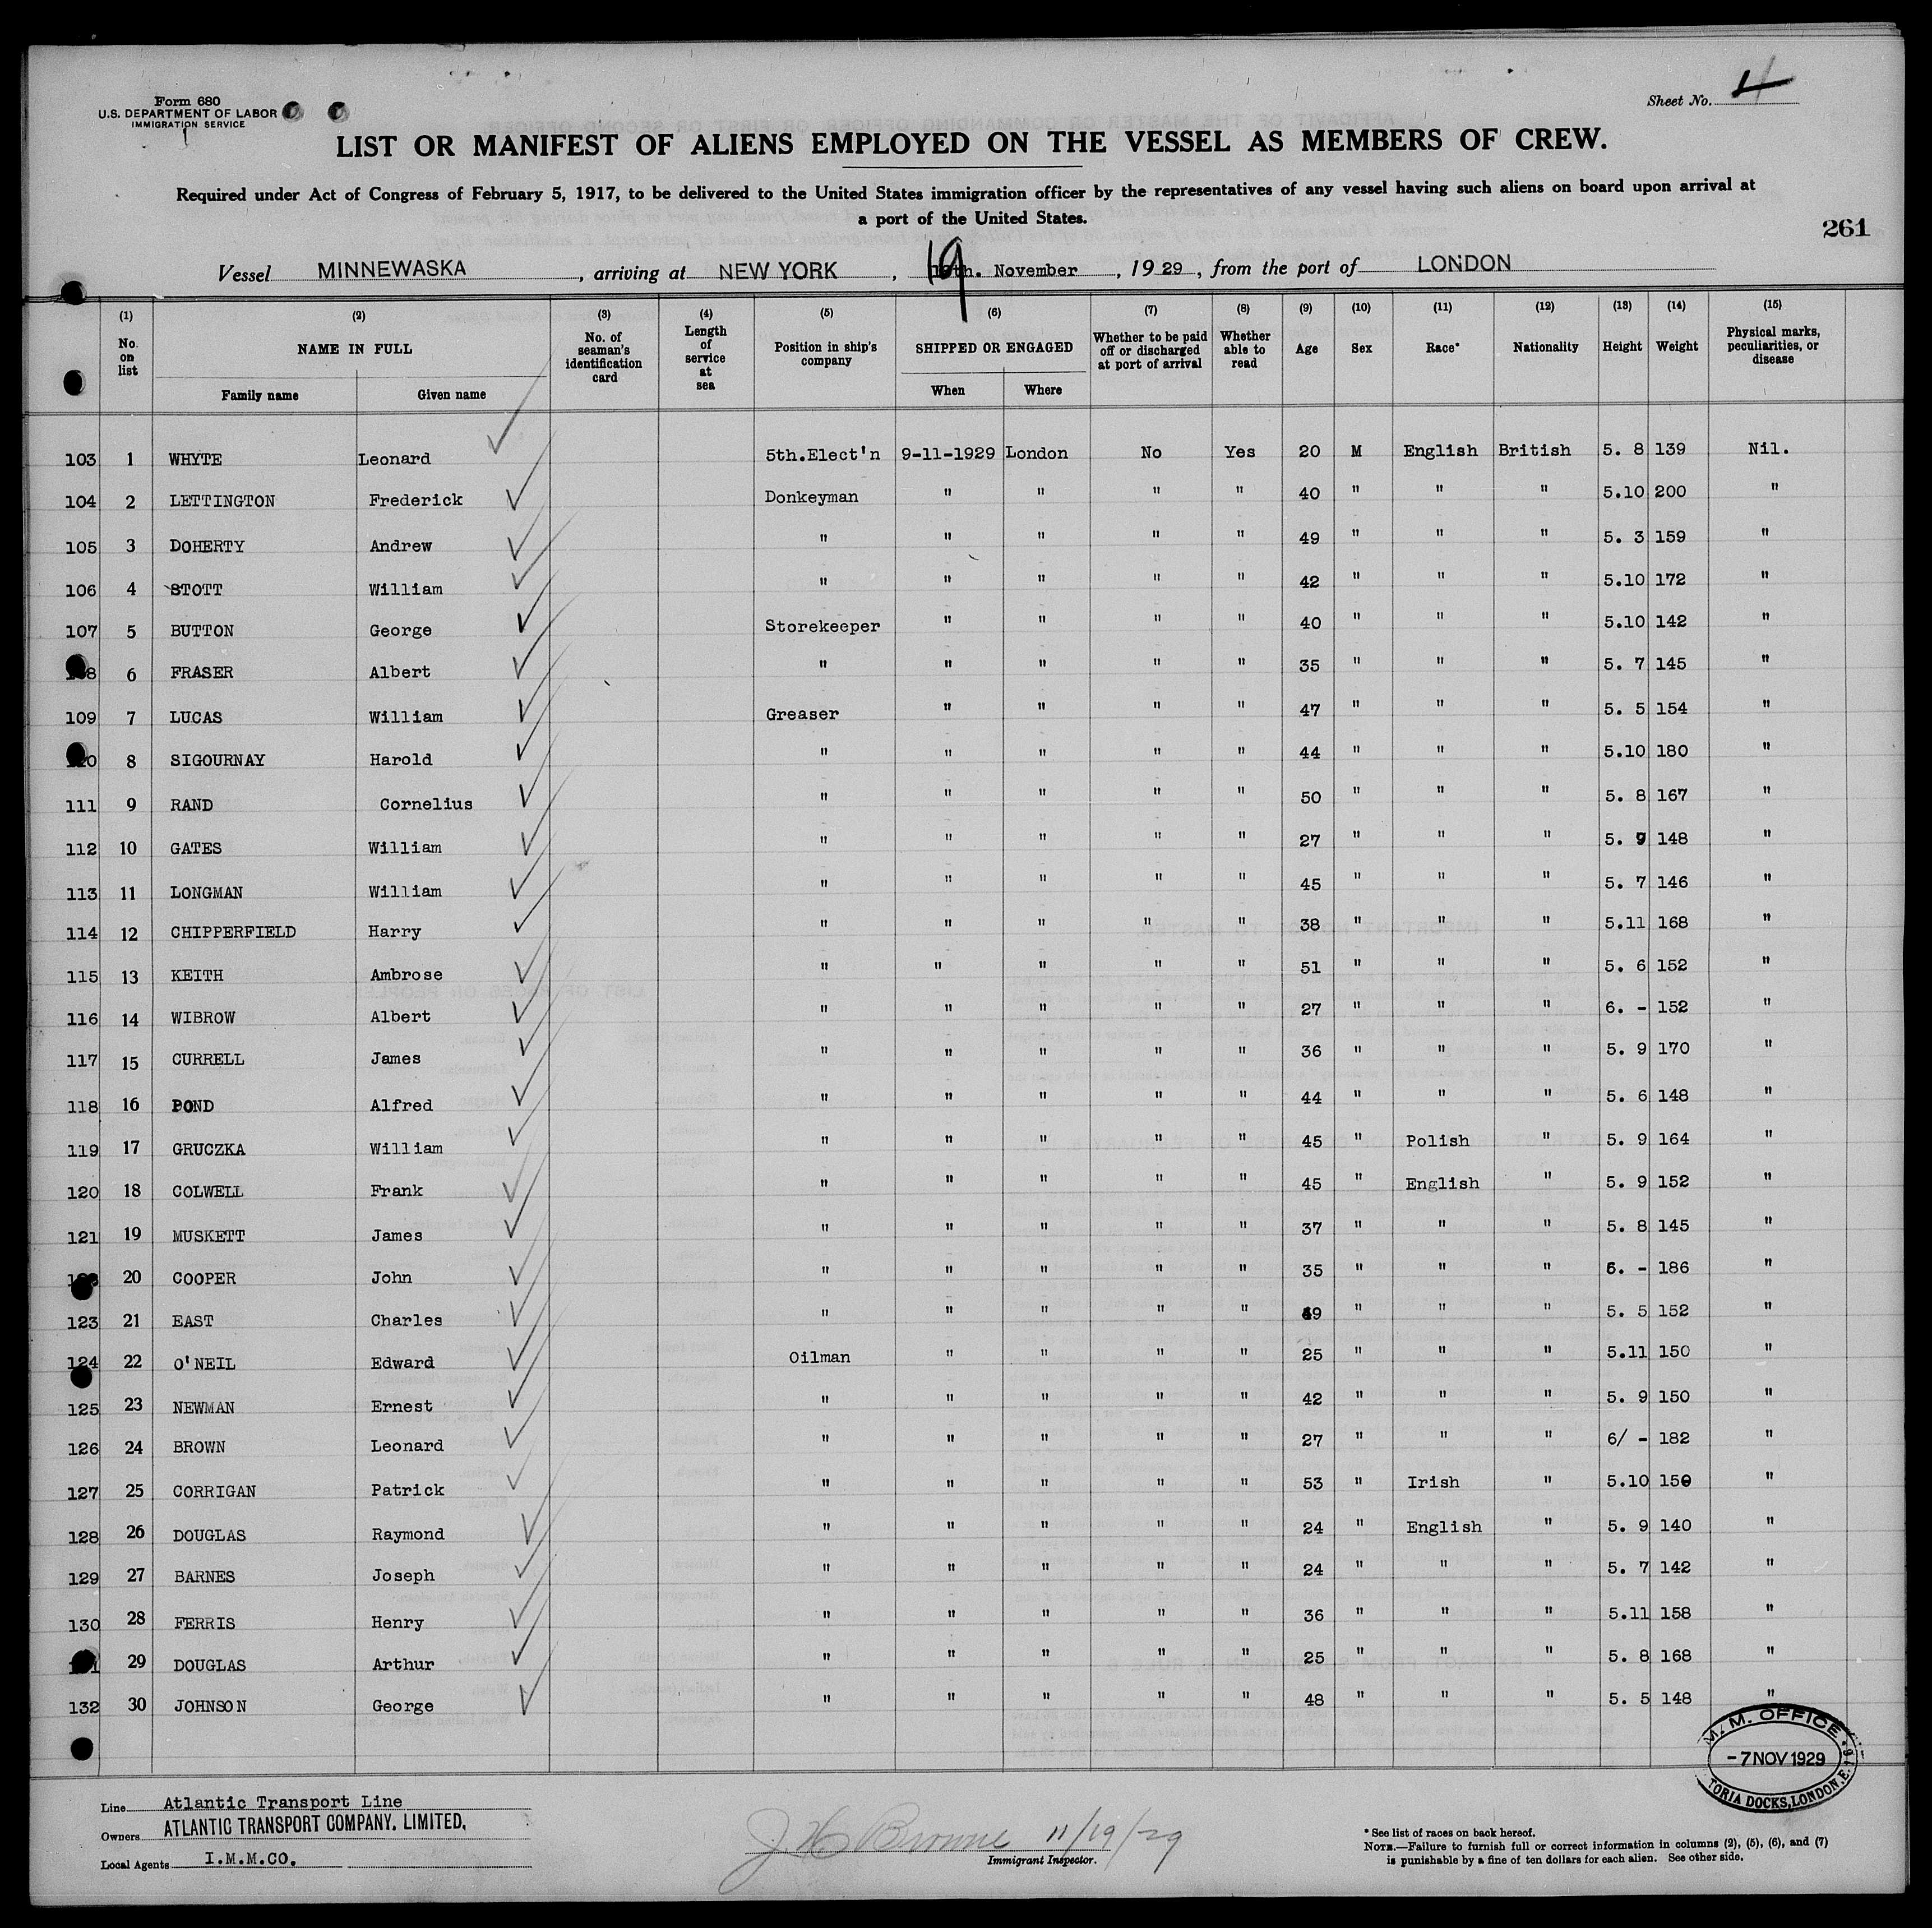 Form 680
U.S. DEPARTMENT OF LABOR
IMMIGRATION SERVICE
Sheet No. 4
LIST OR MANIFEST OF ALIENS EMPLOYED ON THE VESSEL AS MEMBERS OF CREW.
Required under Act of Congress of February 5, 1917, to be delivered to the United States immigration officer by the representatives of any vessel having such aliens on board upon arrival at
a port of the United States.
261
Vessel MINNEWASKA, arriving at NEW YORK, 19 November, 1929, from the port of LONDON
(1) (2) (3) (4) (5) (6) (7) (8) (9) (10) (11) (12) (13) (14) (15)
No. on list NAME IN FULL Family name Given name No. of seaman's identification card Length of service at sea Position in ship's company SHIPPED OR ENGAGED When Where Whether to be paid off or discharged at port of arrival Whether able to read Age Sex Race* Nationality Height Weight Physical marks, peculiarities, or disease
103 1 WHYTE Leonard 5th.Elect'n 9-11-1929 London No Yes 20 M English British 5. 8 139 Nil.
104 2 LETTINGTON Frederick Donkeyman " " " " 40 " " " 5.10 200 "
105 3 DOHERTY Andrew " " " " " 49 " " " 5. 3 159 "
106 4 STOTT William " " " " " 42 " " " 5.10 172 "
107 5 BUTTON George Storekeeper " " " " 40 " " " 5.10 142 "
8 6 FRASER Albert " " " " " 35 " " " 5. 7 145 "
109 7 LUCAS William Greaser " " " " 47 " " " 5. 5 154 "
0 8 SIGOURNAY Harold " " " " " 44 " " " 5.10 180 "
111 9 RAND Cornelius " " " " " 50 " " " 5. 8 167 "
112 10 GATES William " " " " " 27 " " " 5. 9 148 "
113 11 LONGMAN William " " " " " 45 " " " 5. 7 146 "
114 12 CHIPPERFIELD Harry " " " " " 38 " " " 5.11 168 "
115 13 KEITH Ambrose " " " " " 51 " " " 5. 6 152 "
116 14 WIBROW Albert " " " " " 27 " " " 6. - 152 "
117 15 CURRELL James " " " " " 36 " " " 5. 9 170 "
118 16 POND Alfred " " " " " 44 " " " 5. 6 148 "
119 17 GRUCZKA William " " " " " 45 " Polish " 5. 9 164 "
120 18 COLWELL Frank " " " " " 45 " English " 5. 9 152 "
121 19 MUSKETT James " " " " " 37 " " " 5. 8 145 "
20 COOPER John " " " " " 35 " " " 6. - 186 "
123 21 EAST Charles " " " " " " " " 5. 5 152 "
124 22 O'NEIL Edward Oilman " " " " 25 " " " 5.11 150 "
125 23 NEWMAN Ernest " " " " " 42 " " " 5. 9 150 "
126 24 BROWN Leonard " " " " " 27 " " " 6/ - 182 "
127 25 CORRIGAN Patrick " " " " " 53 " Irish " 5.10 150 "
128 26 DOUGLAS Raymond " " " " " 24 " English " 5. 9 140 "
129 27 BARNES Joseph " " " " " 24 " " " 5. 7 142 "
130 28 FERRIS Henry " " " " " 36 " " " 5.11 158 "
1 29 DOUGLAS Arthur " " " " " 25 " " " 5. 8 168 "
132 30 JOHNSON George " " " " " 48 " " " 5. 5 148 "
M. M. OFFICE
-7 NOV 1929
TORIA DOCKS, LONDON, E.16
Line Atlantic Transport Line
Owners ATLANTIC TRANSPORT COMPANY, LIMITED,
Local Agents I.M.M.CO.
J H Browne 11/19/29
Immigrant Inspector.
* See list of races on back hereof.
NOTE.—Failure to furnish full or correct information in columns (2), (5), (6), and (7)
is punishable by a fine of ten dollars for each alien. See other side.